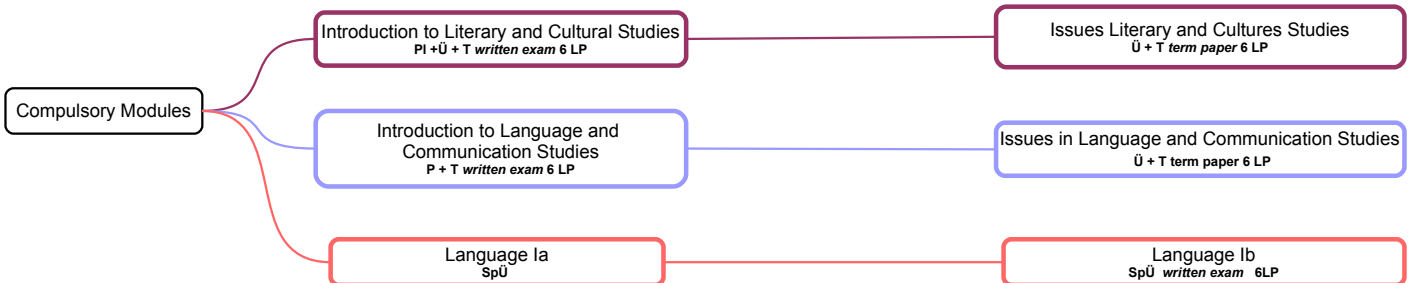 Introduction to Literary and Cultural Studies
PI +Ü + T written exam 6 LP
Issues Literary and Cultures Studies
Ü + T term paper 6 LP
Compulsory Modules
Introduction to Language and
Communication Studies
P + T written exam 6 LP
Issues in Language and Communication Studies
Ü + T term paper 6 LP
Language Ia
SpÜ
Language Ib
SpÜ written exam 6LP